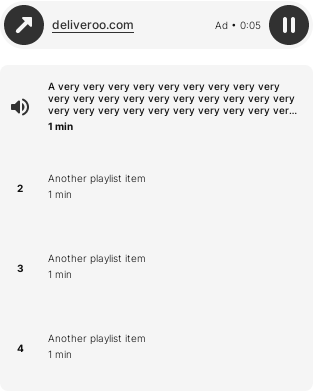 deliveroo.com
Ad • 0:05
A very very very very very very very very
very very very very very very very very very very
very very very very very very very very very ver...
1 min
2
Another playlist item
1 min
3
Another playlist item
1 min
4
Another playlist item
1 min